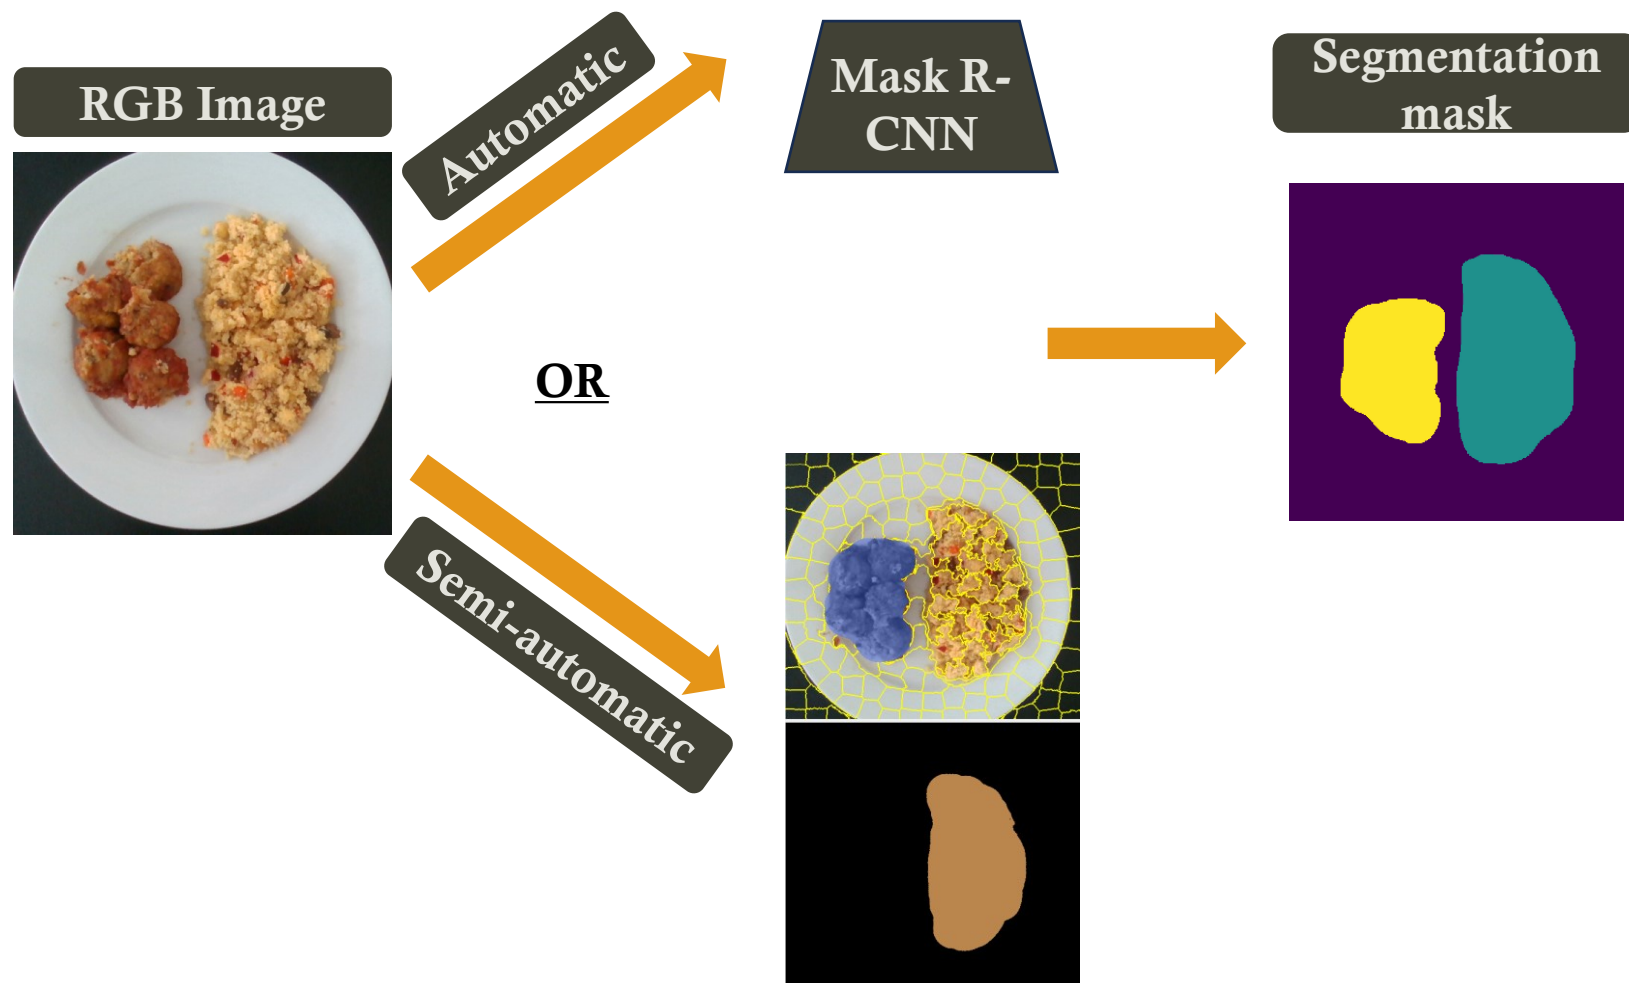 RGB Image
Automatic
Mask R-
CNN
Segmentation
mask
OR
Semi-automatic